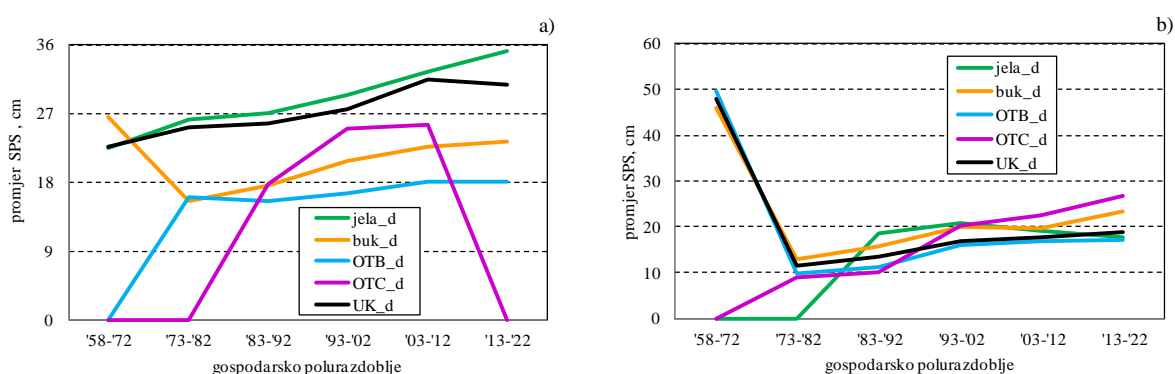 a)
promjer SPS , cm
36
27
18
9
0
jela_d
buk_d
OTB_d
OTC_d
UK_d
'58-'72 '73-'82 '83-'92 '93-'02 '03-'12 '13-'22
gospodarsko polurazdoblje
b)
promjer SPS, cm
60
50
40
30
20
10
0
jela_d
buk_d
OTB_d
OTC_d
UK_d
'58-'72 '73-'82 '83-'92 '93-'02 '03-'12 '13-'22
gospodarsko polurazdoblje